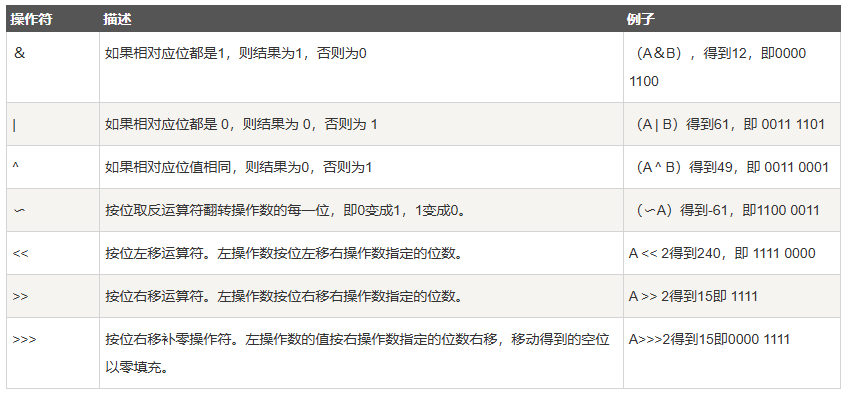 操作符 描述 例子
& 如果相对应位都是1，则结果为1，否则为0 （A&B），得到12，即0000
1100
| 如果相对应位都是 0，则结果为 0，否则为 1 （A | B）得到61，即 0011 1101
^ 如果相对应位值相同，则结果为0，否则为1 （A ^ B）得到49，即 0011 0001
〜 按位取反运算符翻转操作数的每一位，即0变成1，1变成0。 （〜A）得到-61，即1100 0011
<< 按位左移运算符。左操作数按位左移右操作数指定的位数。 A << 2得到240，即 1111 0000
>> 按位右移运算符。左操作数按位右移右操作数指定的位数。 A >> 2得到15即 1111
>>> 按位右移补零操作符。左操作数的值按右操作数指定的位数右移，移动得到的空位 A>>>2得到15即0000 1111
以零填充。